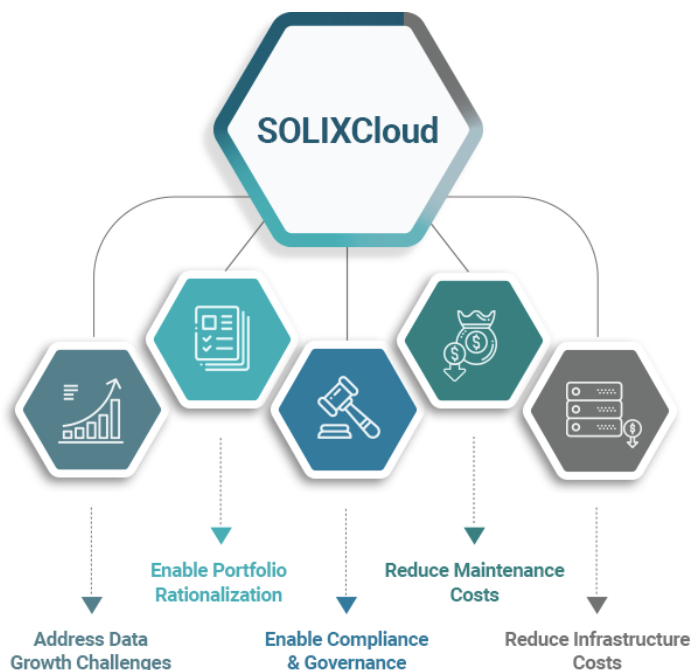 SOLIXCloud
Enable Portfolio
Rationalization
Reduce Maintenance
Costs
Address Data
Growth Challenges
Enable Compliance
& Governance
Reduce Infrastructure
Costs